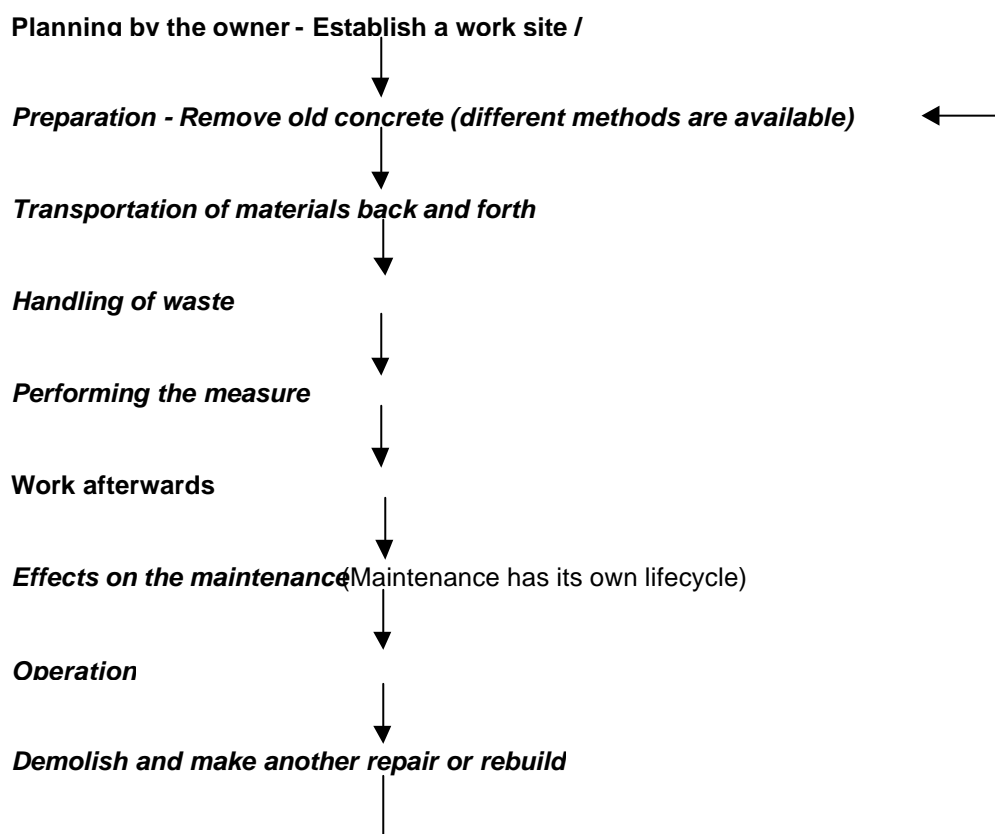 Planning by the owner - Establish a work site /
Preparation - Remove old concrete (different methods are available)
Transportation of materials back and forth
Handling of waste
Performing the measure
Work afterwards
Effects on the maintenance(Maintenance has its own lifecycle)
Operation
Demolish and make another repair or rebuild